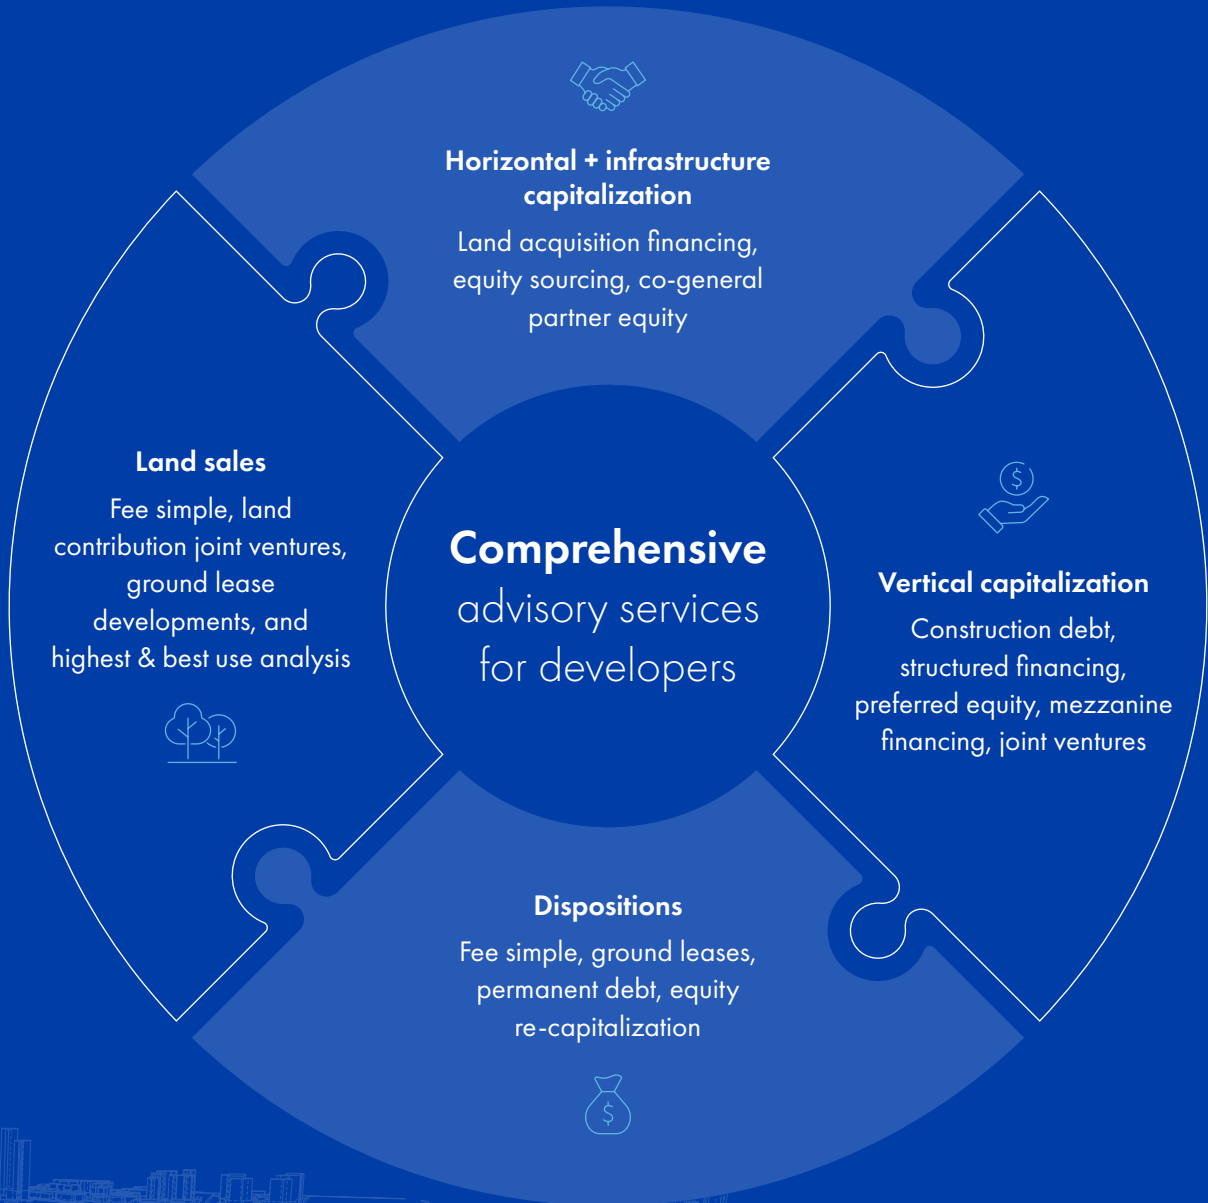 Horizontal + infrastructure
capitalization
Land acquisition financing,
equity sourcing, co-general
partner equity
Land sales
Fee simple, land
contribution joint ventures,
ground lease
developments, and
highest & best use analysis
Comprehensive
advisory services
for developers
$
Vertical capitalization
Construction debt,
structured financing,
preferred equity, mezzanine
financing, joint ventures
Dispositions
Fee simple, ground leases,
permanent debt, equity
re-capitalization
$